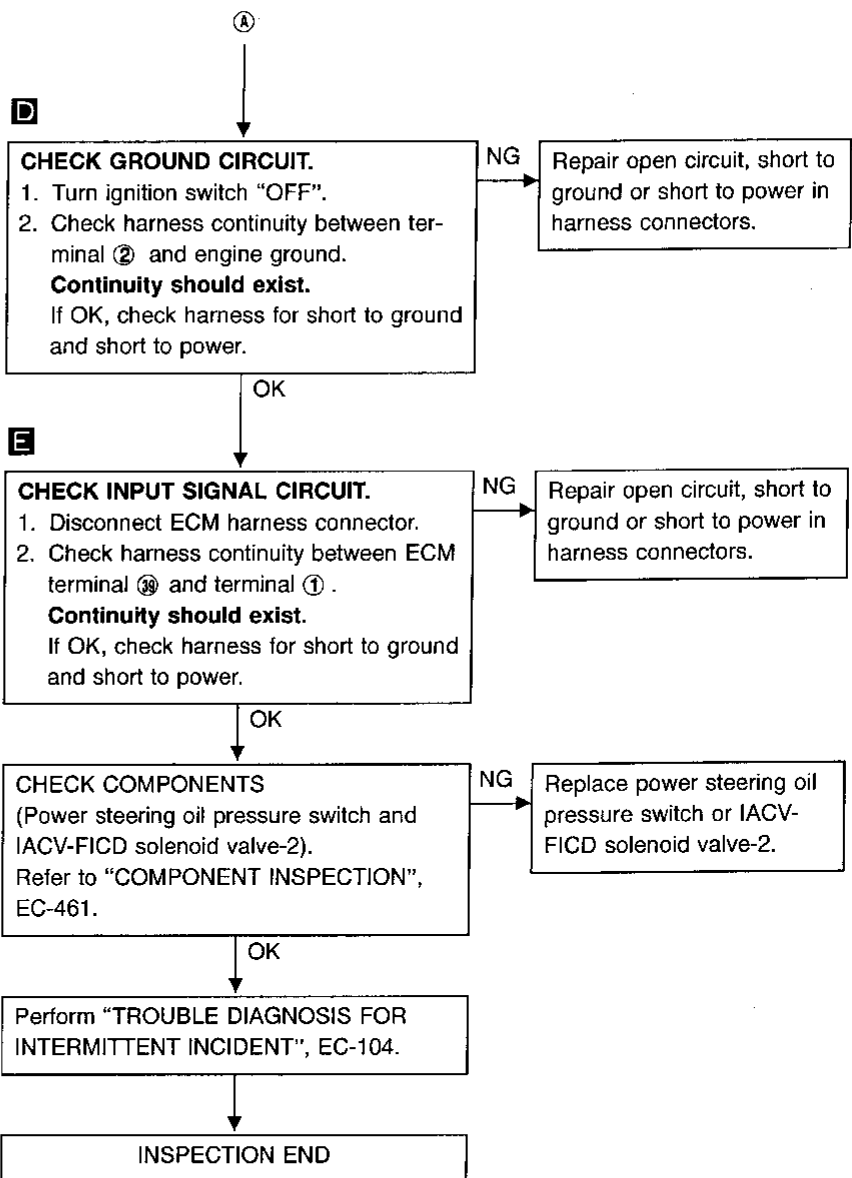 Ⓐ
D
CHECK GROUND CIRCUIT.
1. Turn ignition switch “OFF”.
2. Check harness continuity between ter-
minal ② and engine ground.
Continuity should exist.
If OK, check harness for short to ground
and short to power.
NG
Repair open circuit, short to
ground or short to power in
harness connectors.
OK
E
CHECK INPUT SIGNAL CIRCUIT.
1. Disconnect ECM harness connector.
2. Check harness continuity between ECM
terminal ㊴ and terminal ① .
Continuity should exist.
If OK, check harness for short to ground
and short to power.
NG
Repair open circuit, short to
ground or short to power in
harness connectors.
OK
CHECK COMPONENTS
(Power steering oil pressure switch and
IACV-FICD solenoid valve-2).
Refer to “COMPONENT INSPECTION”,
EC-461.
NG
Replace power steering oil
pressure switch or IACV-
FICD solenoid valve-2.
OK
Perform “TROUBLE DIAGNOSIS FOR
INTERMITTENT INCIDENT”, EC-104.
INSPECTION END